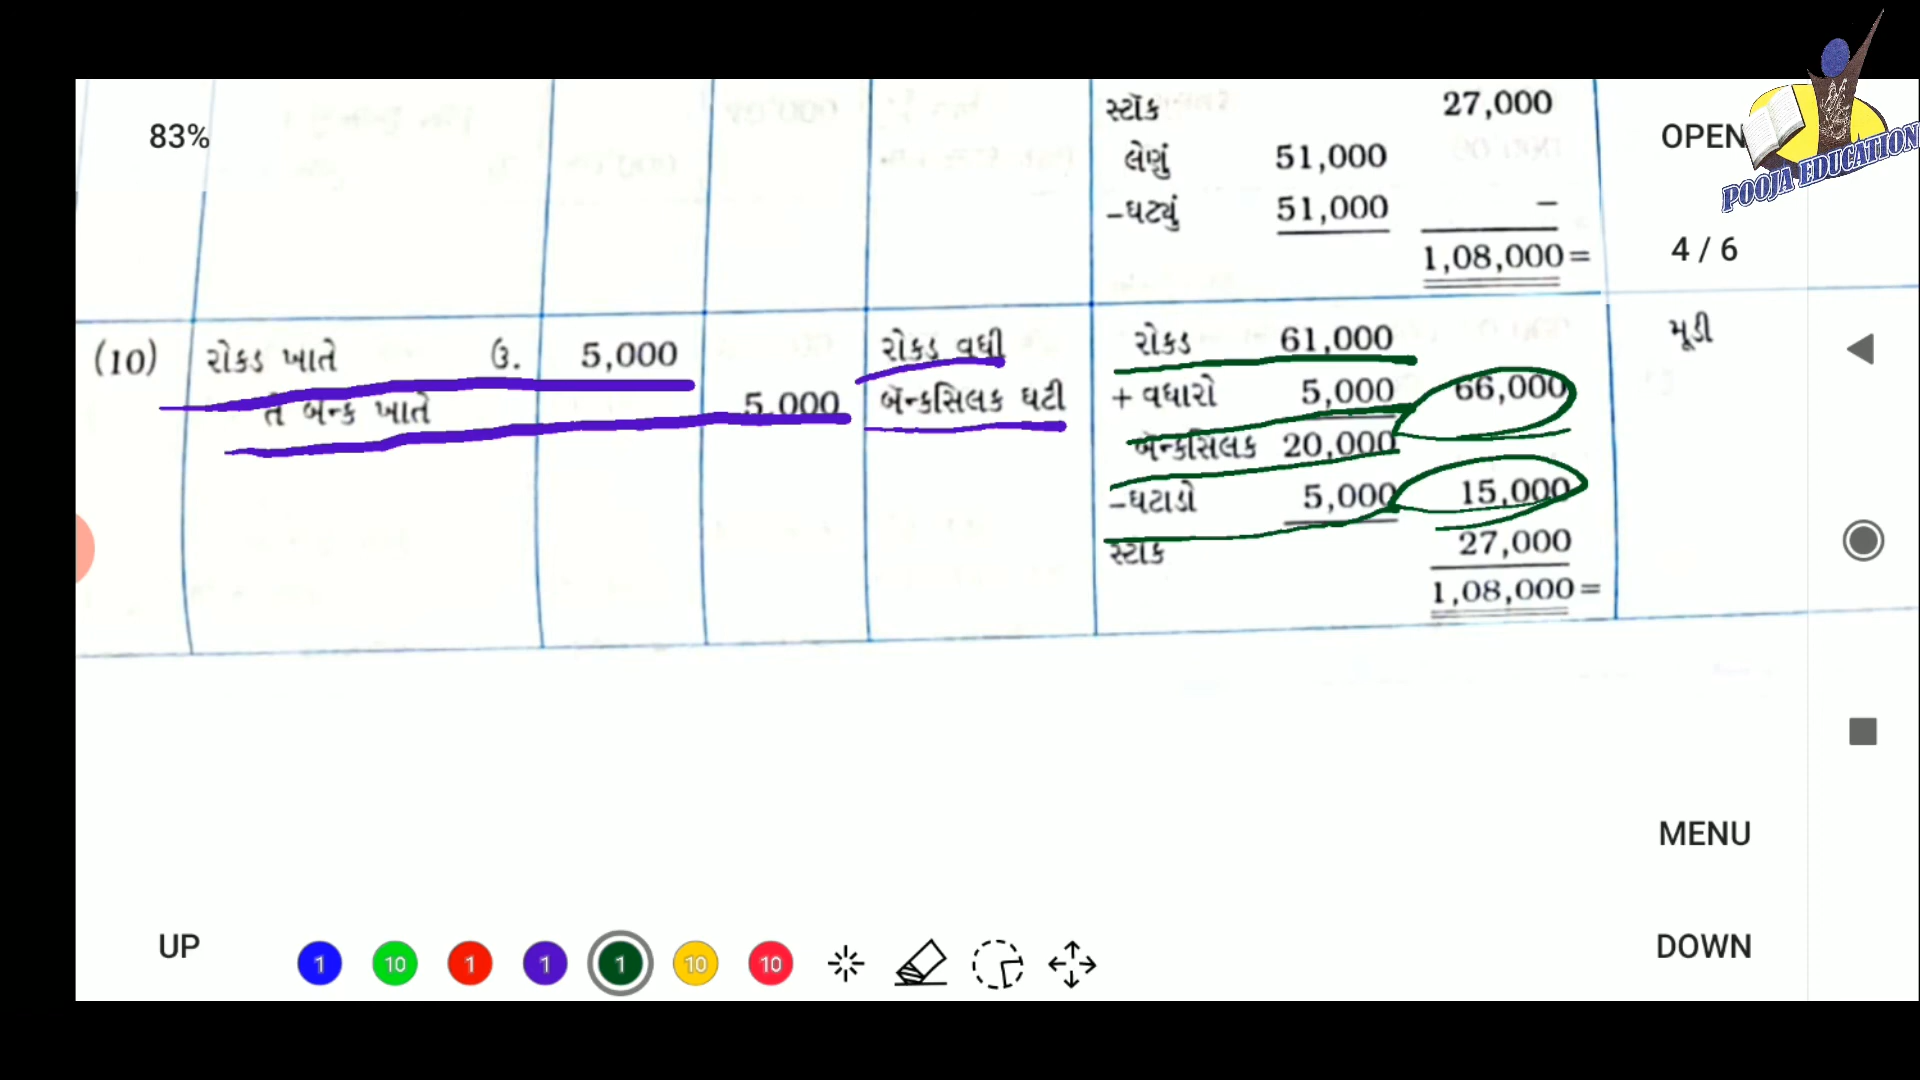 83%
OPEN
POOJA EDUCATION
4 / 6
સ્ટૉક 27,000
લેણું 51,000
–ઘટ્યું 51,000 –
1,08,000 =
(10) રોકડ ખાતે ઉ. 5,000 રોકડ વધી રોકડ 61,000 મૂડી
તે બૅન્ક ખાતે 5,000 બૅન્કસિલક ઘટી + વધારો 5,000 66,000
બૅન્કસિલક 20,000
–ઘટાડો 5,000 15,000
સ્ટૉક 27,000
1,08,000 =
MENU
UP
DOWN
1 10 1 1 1 10 10